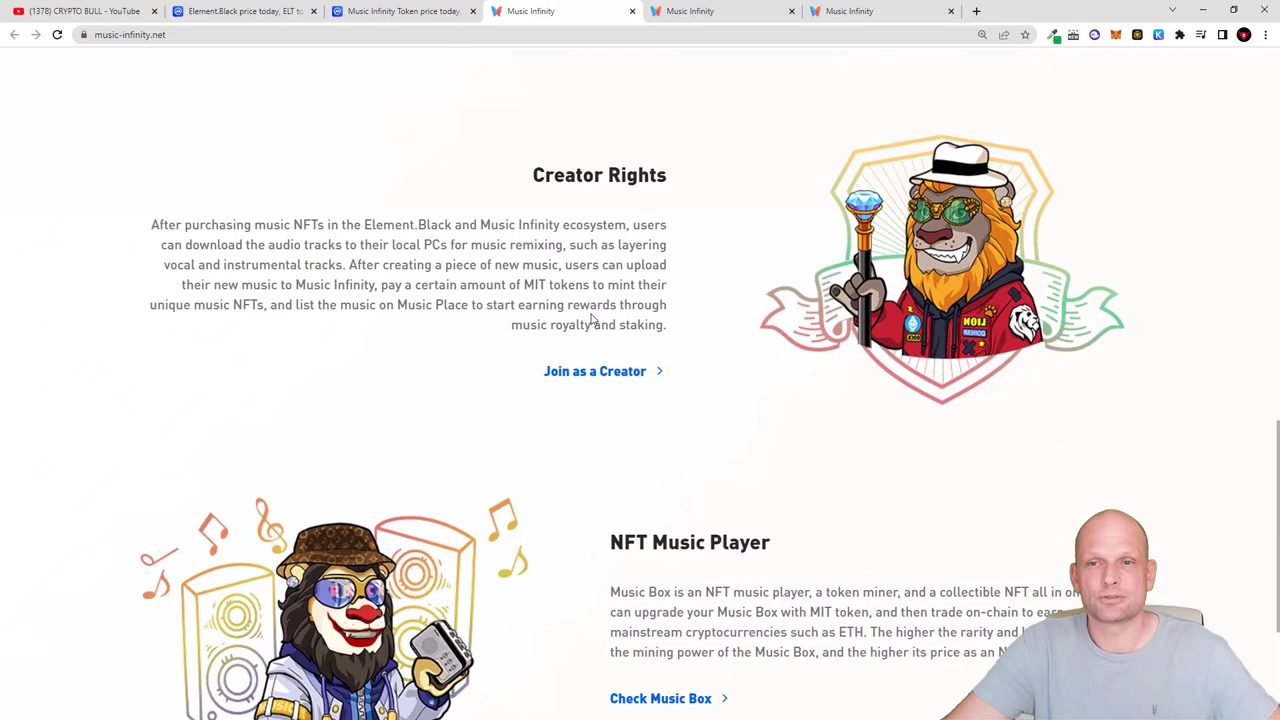 (1378) CRYPTO BULL - YouTube
Element.Black price today, ELT to
Music Infinity Token price today,
Music Infinity
Music Infinity
Music Infinity
music-infinity.net
Creator Rights
After purchasing music NFTs in the Element.Black and Music Infinity ecosystem, users
can download the audio tracks to their local PCs for music remixing, such as layering
vocal and instrumental tracks. After creating a piece of new music, users can upload
their new music to Music Infinity, pay a certain amount of MIT tokens to mint their
unique music NFTs, and list the music on Music Place to start earning rewards through
music royalty and staking.
Join as a Creator
LION
NFT Music Player
Music Box is an NFT music player, a token miner, and a collectible NFT all in on
can upgrade your Music Box with MIT token, and then trade on-chain to earn
mainstream cryptocurrencies such as ETH. The higher the rarity and
the mining power of the Music Box, and the higher its price as an N
Check Music Box